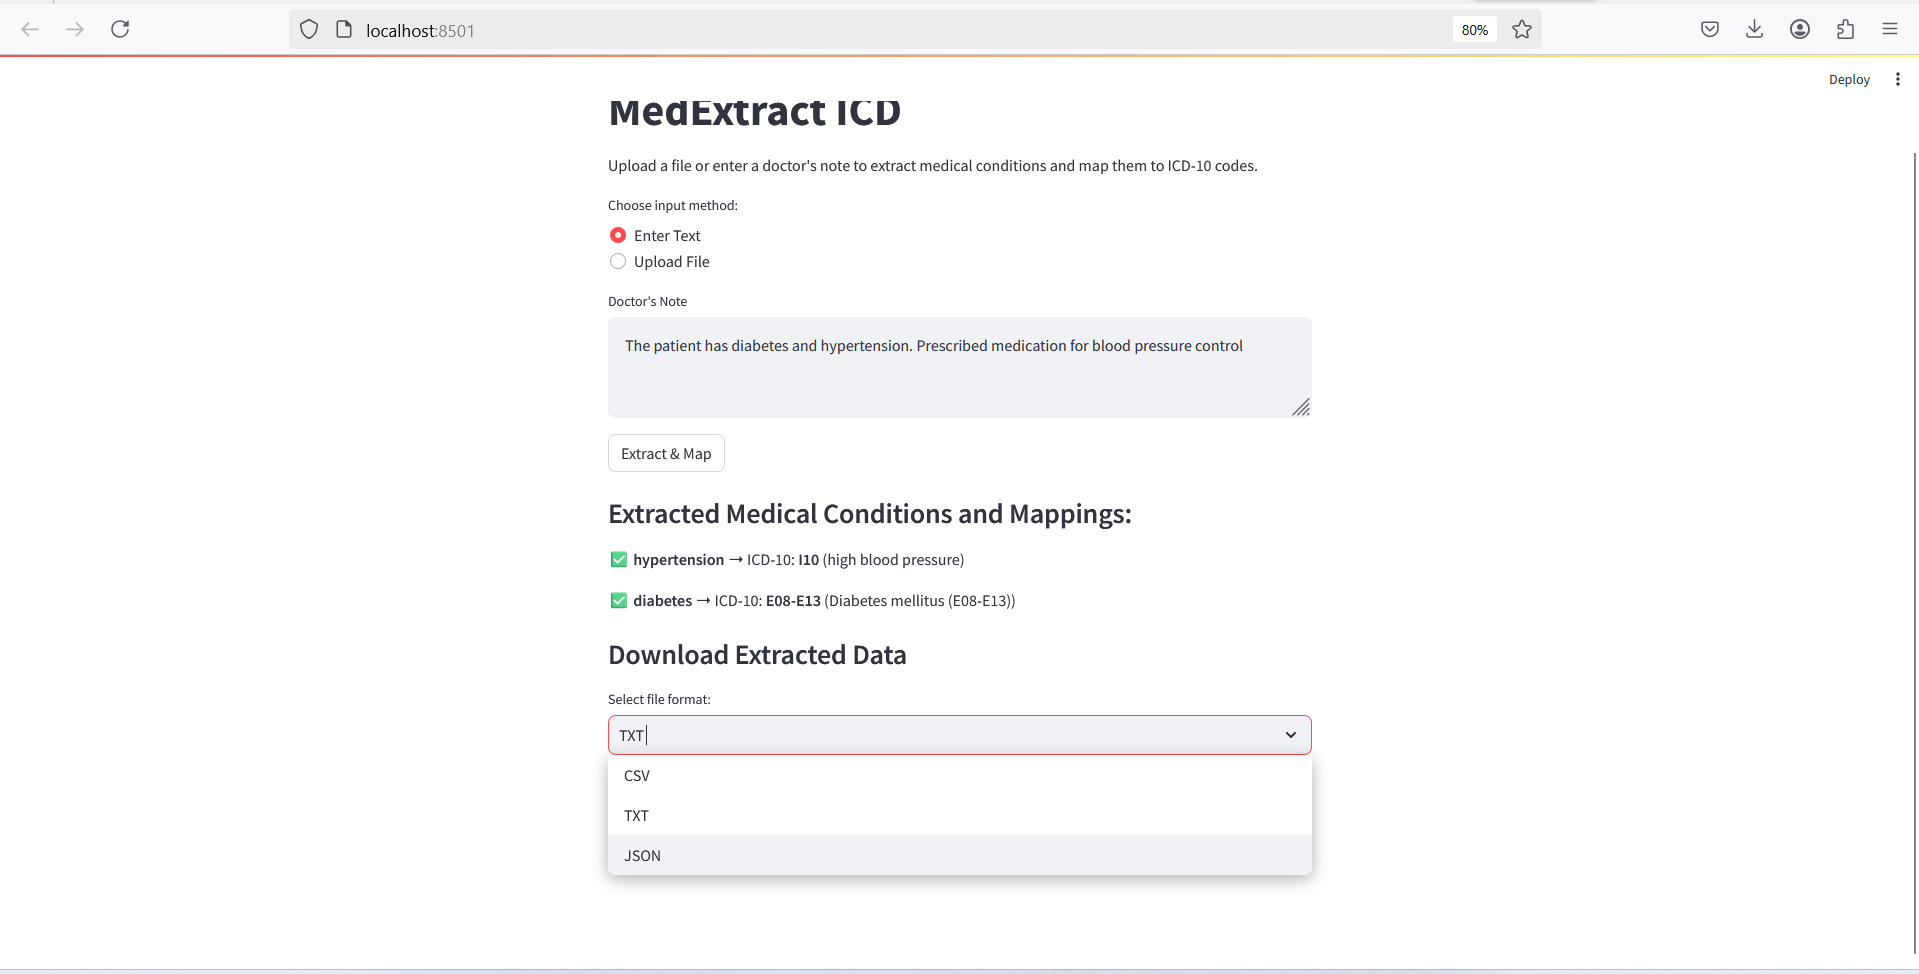 localhost:8501
80%
Deploy
MedExtract ICD
Upload a file or enter a doctor's note to extract medical conditions and map them to ICD-10 codes.
Choose input method:
Enter Text
Upload File
Doctor's Note
The patient has diabetes and hypertension. Prescribed medication for blood pressure control
Extract & Map
Extracted Medical Conditions and Mappings:
✅ hypertension → ICD-10: I10 (high blood pressure)
✅ diabetes → ICD-10: E08-E13 (Diabetes mellitus (E08-E13))
Download Extracted Data
Select file format:
TXT
CSV
TXT
JSON